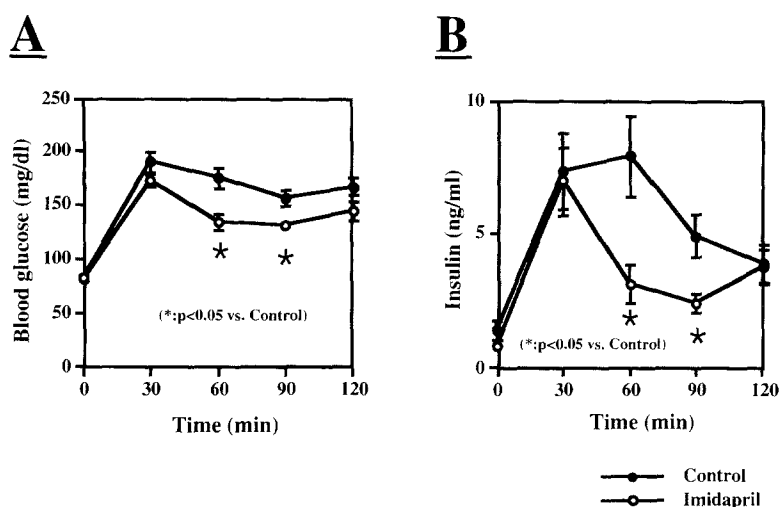 A
250
200
150
100
50
0
Blood glucose (mg/dl)
*
*
(*:p<0.05 vs. Control)
0 30 60 90 120
Time (min)
B
10
5
0
Insulin (ng/ml)
*
*
(*:p<0.05 vs. Control)
0 30 60 90 120
Time (min)
Control
Imidapril